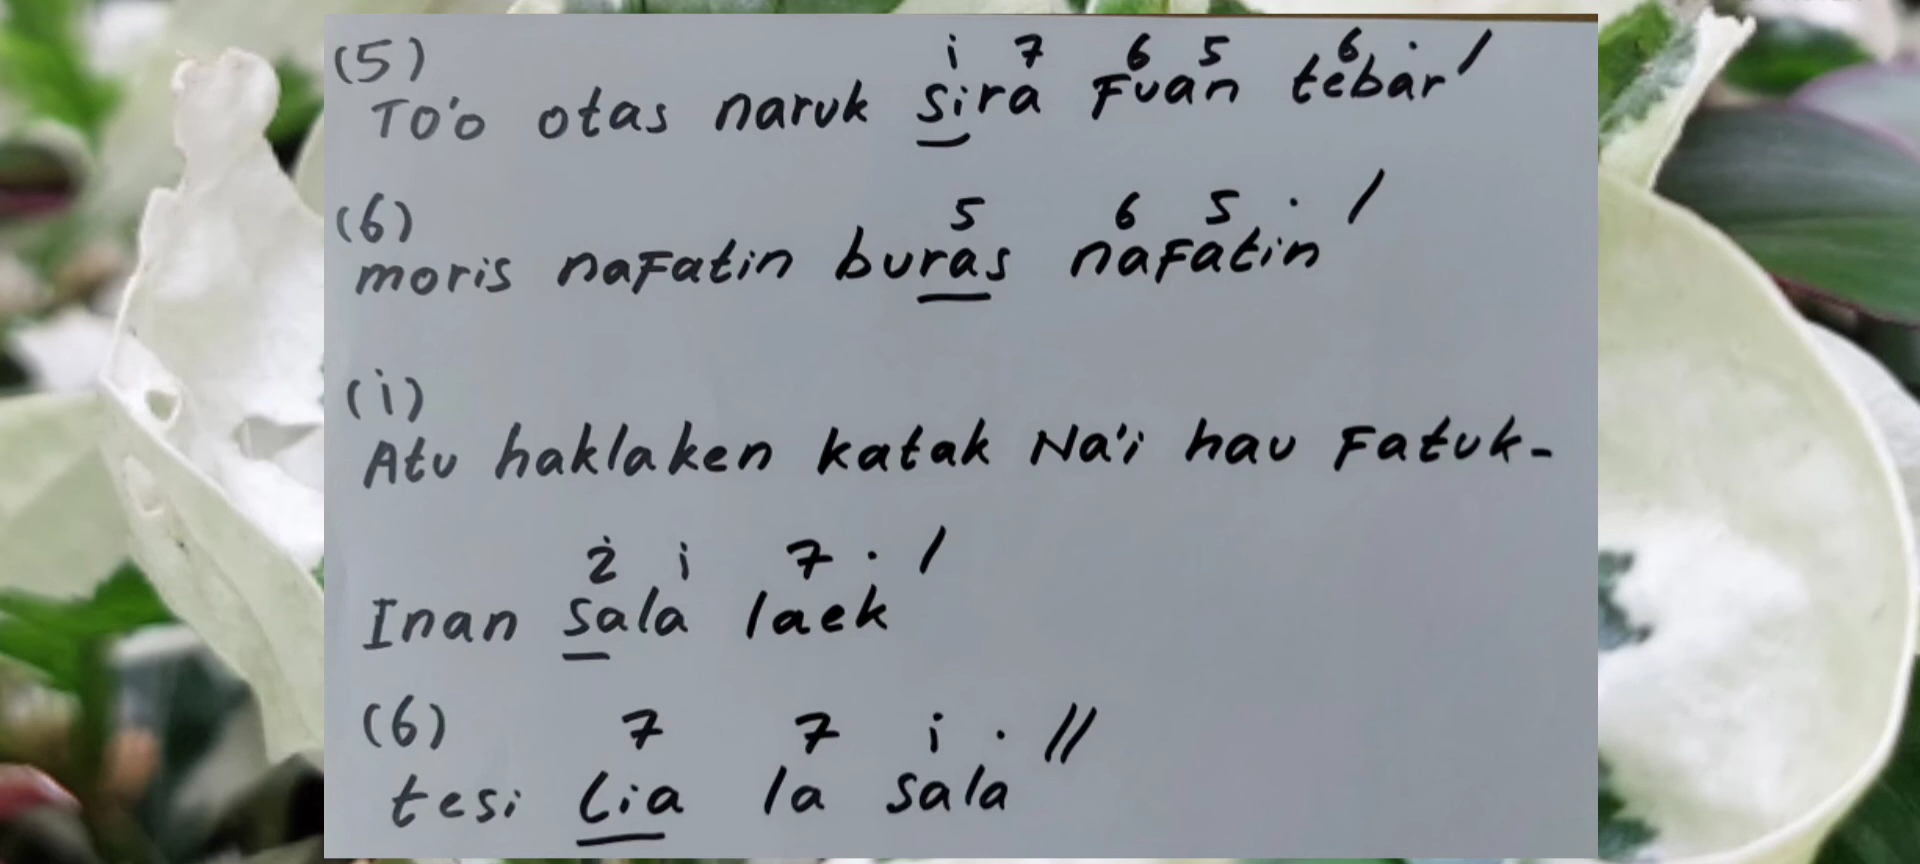 (5) i 7 6 5 6 . /
To'o otas naruk sira Fuan tebar
(6) 5 6 5 . /
moris naFatin buras naFatin
(i)
Atu haklaken katak Na'i hau Fatuk-
2̇ i 7 . /
Inan sala laek
(6) 7 7 i . //
tesi Lia la sala